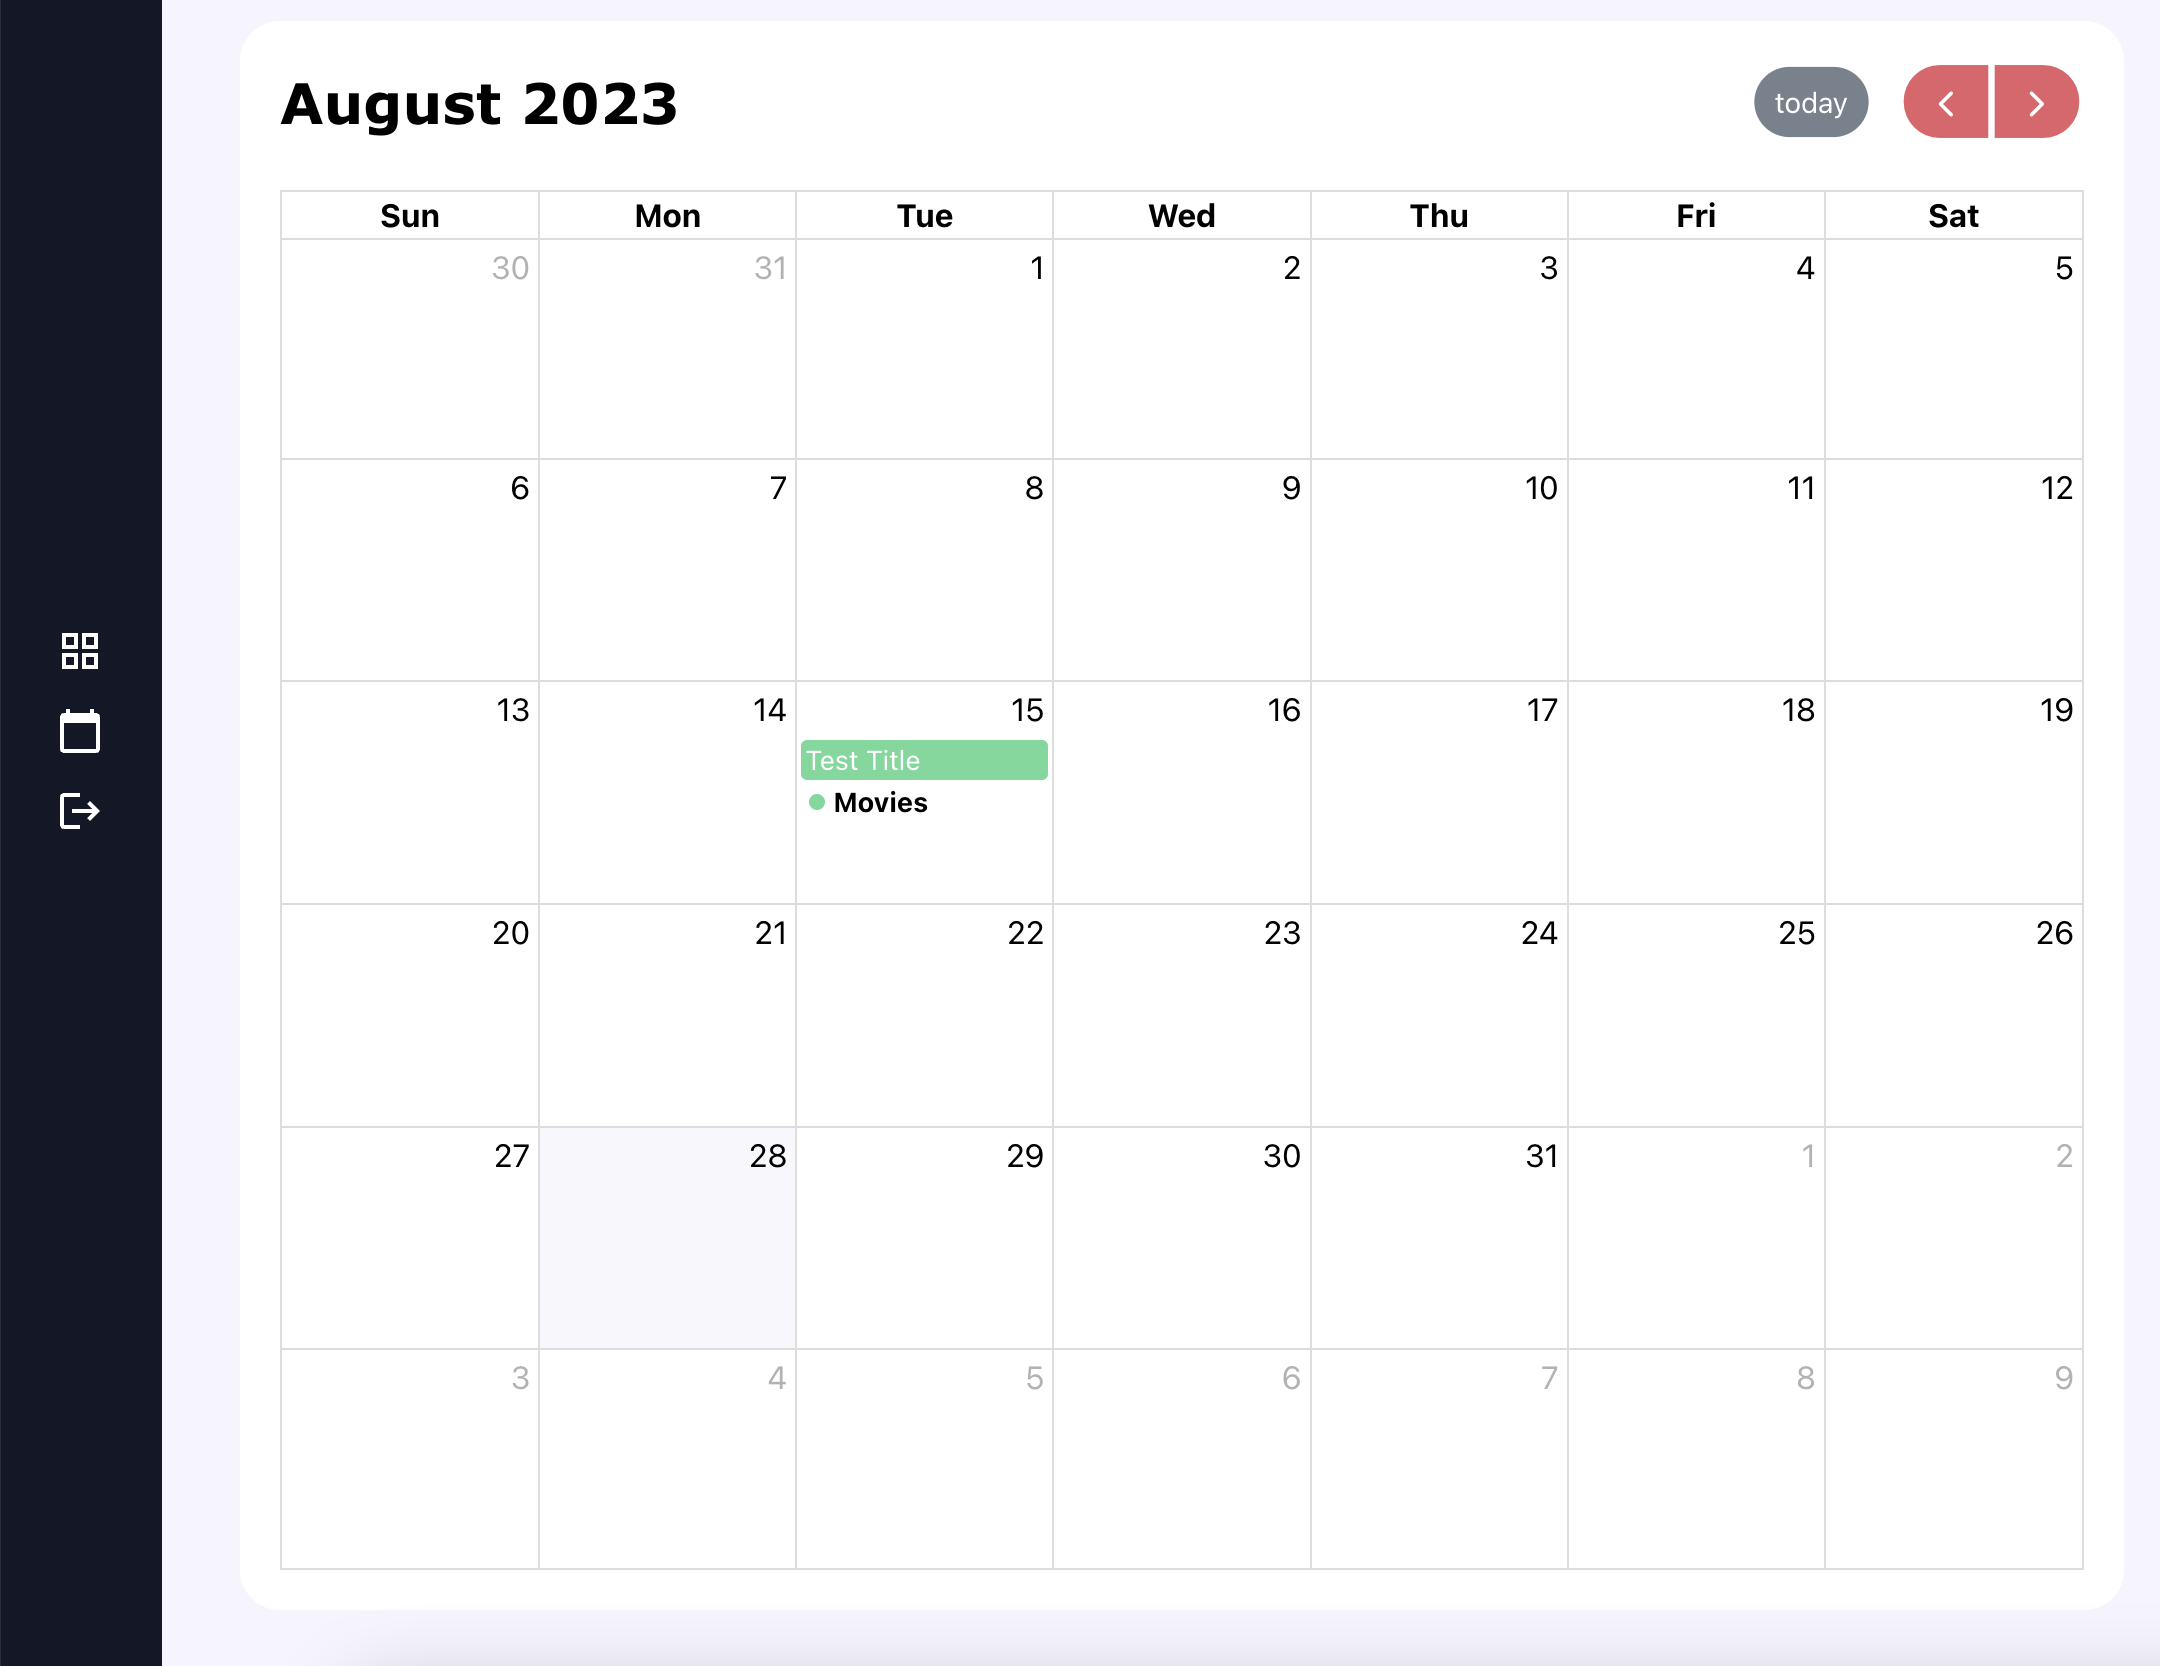 August 2023
today
Sun Mon Tue Wed Thu Fri Sat
30 31 1 2 3 4 5
6 7 8 9 10 11 12
13 14 15 16 17 18 19
Test Title
Movies
20 21 22 23 24 25 26
27 28 29 30 31 1 2
3 4 5 6 7 8 9